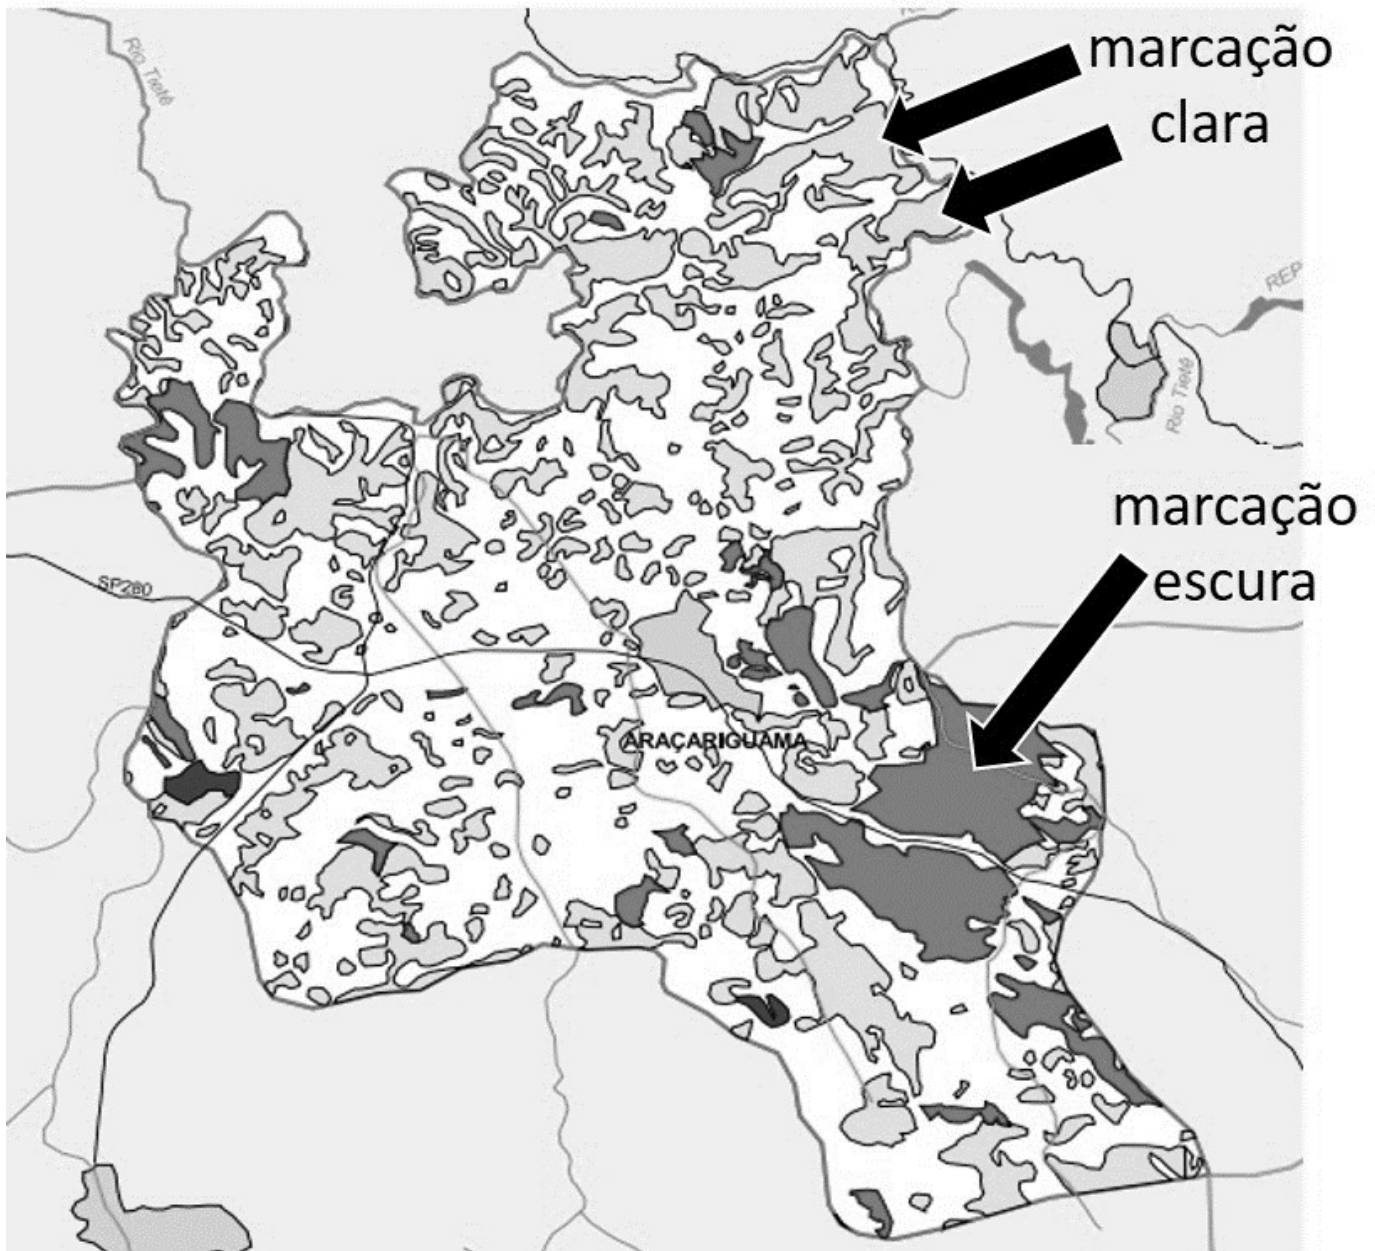 marcação
clara
Rio Tietê
REP
Rio Tietê
marcação
escura
SP280
ARAÇARIGUAMA